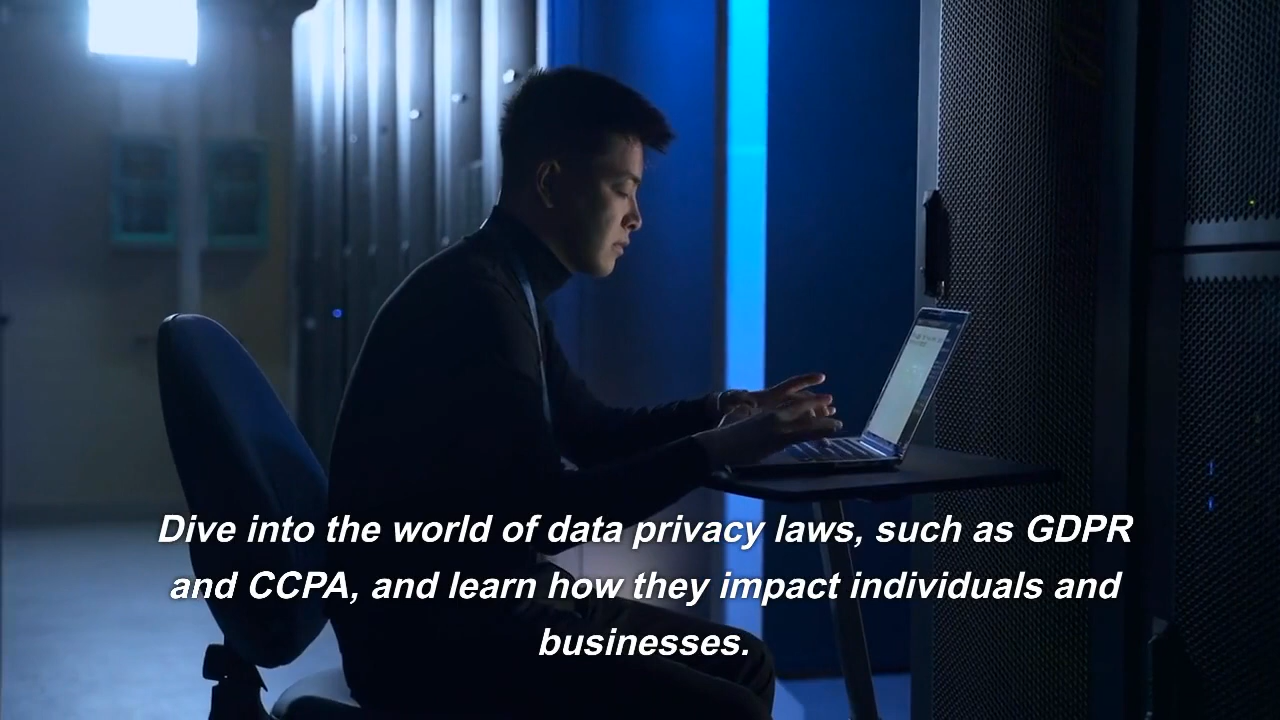 Dive into the world of data privacy laws, such as GDPR
and CCPA, and learn how they impact individuals and
businesses.